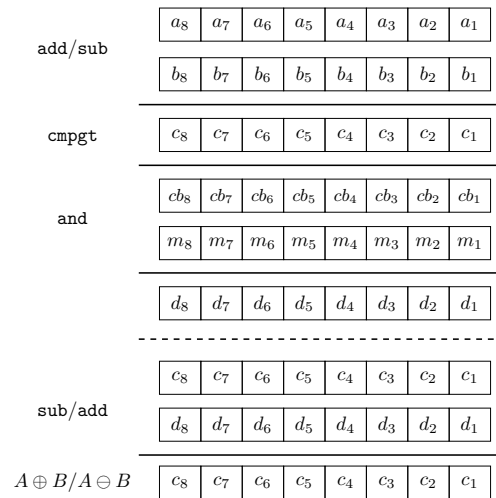 a₈ a₇ a₆ a₅ a₄ a₃ a₂ a₁
add/sub
b₈ b₇ b₆ b₅ b₄ b₃ b₂ b₁
cmpgt c₈ c₇ c₆ c₅ c₄ c₃ c₂ c₁
cb₈ cb₇ cb₆ cb₅ cb₄ cb₃ cb₂ cb₁
and
m₈ m₇ m₆ m₅ m₄ m₃ m₂ m₁
d₈ d₇ d₆ d₅ d₄ d₃ d₂ d₁
c₈ c₇ c₆ c₅ c₄ c₃ c₂ c₁
sub/add
d₈ d₇ d₆ d₅ d₄ d₃ d₂ d₁
A ⊕ B/A ⊖ B c₈ c₇ c₆ c₅ c₄ c₃ c₂ c₁